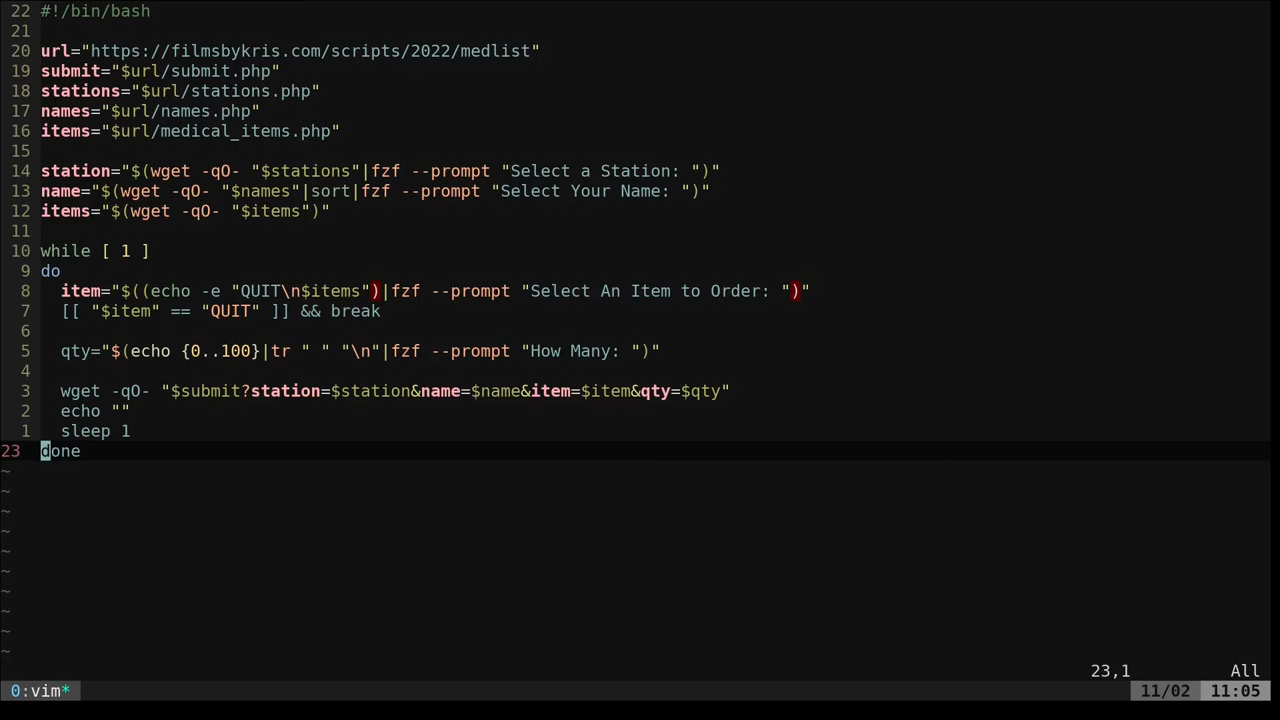 22 #!/bin/bash
21
20 url="https://filmsbykris.com/scripts/2022/medlist"
19 submit="$url/submit.php"
18 stations="$url/stations.php"
17 names="$url/names.php"
16 items="$url/medical_items.php"
15
14 station="$(wget -qO- "$stations"|fzf --prompt "Select a Station: ")"
13 name="$(wget -qO- "$names"|sort|fzf --prompt "Select Your Name: ")"
12 items="$(wget -qO- "$items")"
11
10 while [ 1 ]
9 do
8   item="$((echo -e "QUIT\n$items")|fzf --prompt "Select An Item to Order: ")"
7   [[ "$item" == "QUIT" ]] && break
6
5   qty="$(echo {0..100}|tr " " "\n"|fzf --prompt "How Many: ")"
4
3   wget -qO- "$submit?station=$station&name=$name&item=$item&qty=$qty"
2   echo ""
1   sleep 1
23 done
~
~
~
~
~
~
~
~
~
~
23,1 All
0:vim* 11/02 11:05